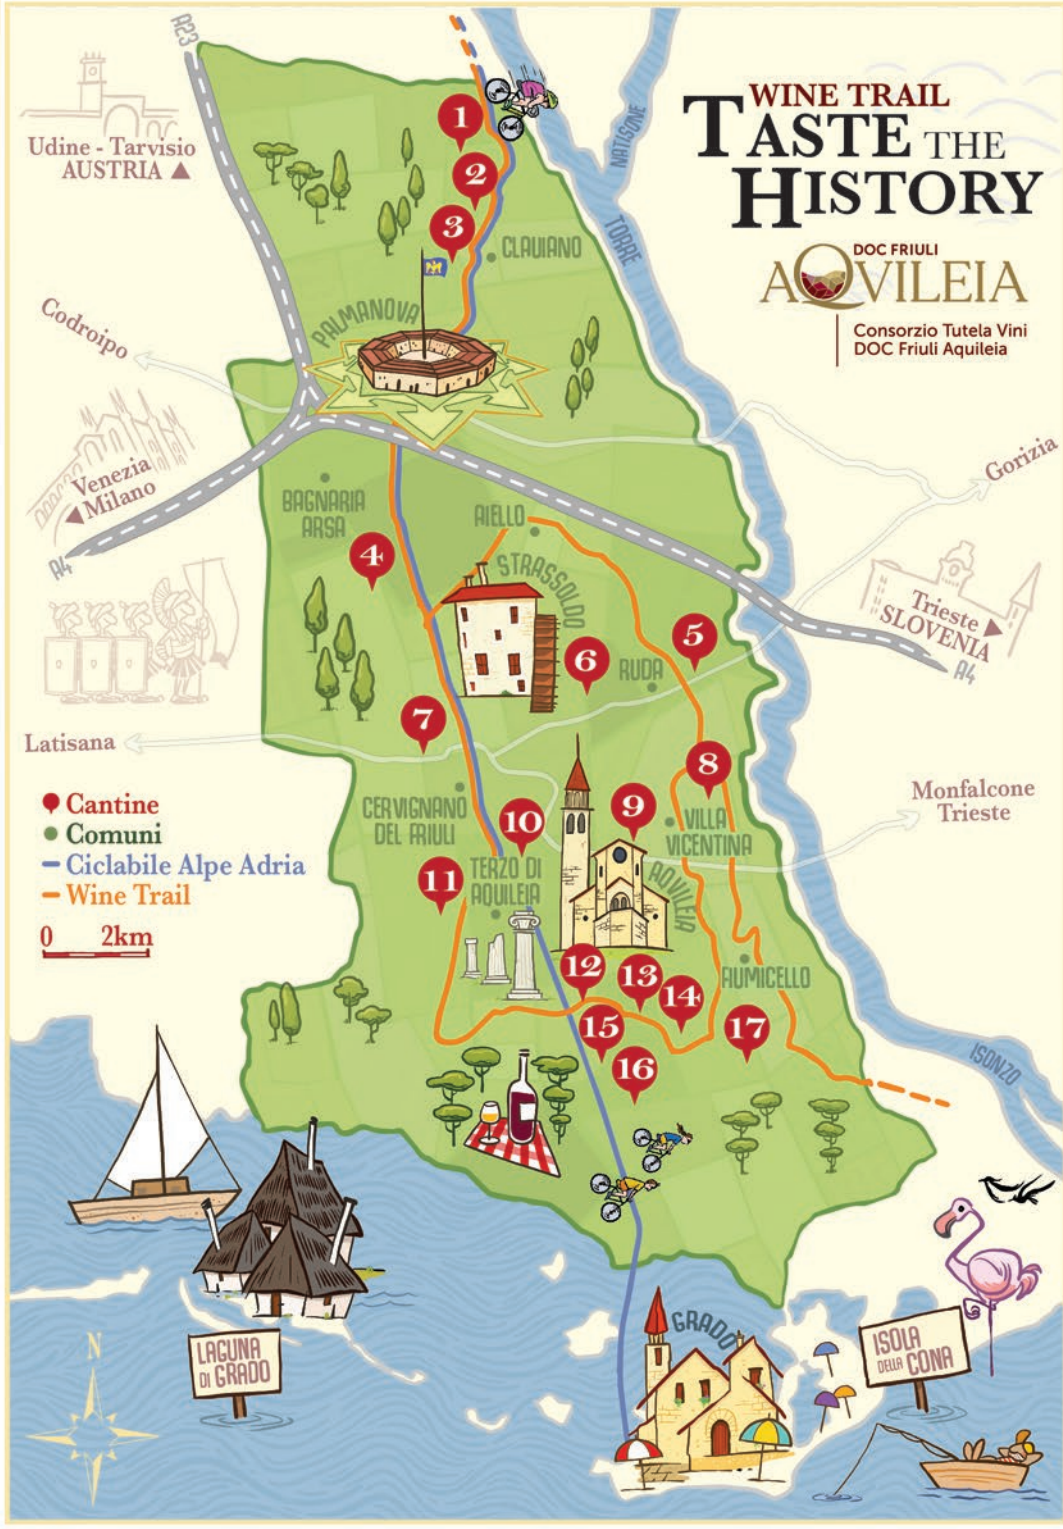 A23
Udine - Tarvisio
AUSTRIA
WINE TRAIL
TASTE THE
HISTORY
DOC FRIULI
AQVILEIA
Consorzio Tutela Vini
DOC Friuli Aquileia
NATISONE
TORRE
1
2
3
CLAUIANO
PALMANOVA
Codroipo
Venezia
Milano
A4
Gorizia
BAGNARIA
ARSA
AIELLO
4
STRASSOLDO
Trieste
SLOVENIA
A4
5
6
RUDA
7
Latisana
8
Monfalcone
Trieste
Cantine
Comuni
Ciclabile Alpe Adria
Wine Trail
0 2km
CERVIGNANO
DEL FRIULI
9
10
VILLA
VICENTINA
11
TERZO DI
AQUILEIA
AQVILEIA
12
13
14
FIUMICELLO
15
16
17
ISONZO
N
LAGUNA
DI GRADO
GRADO
ISOLA
DELLA CONA